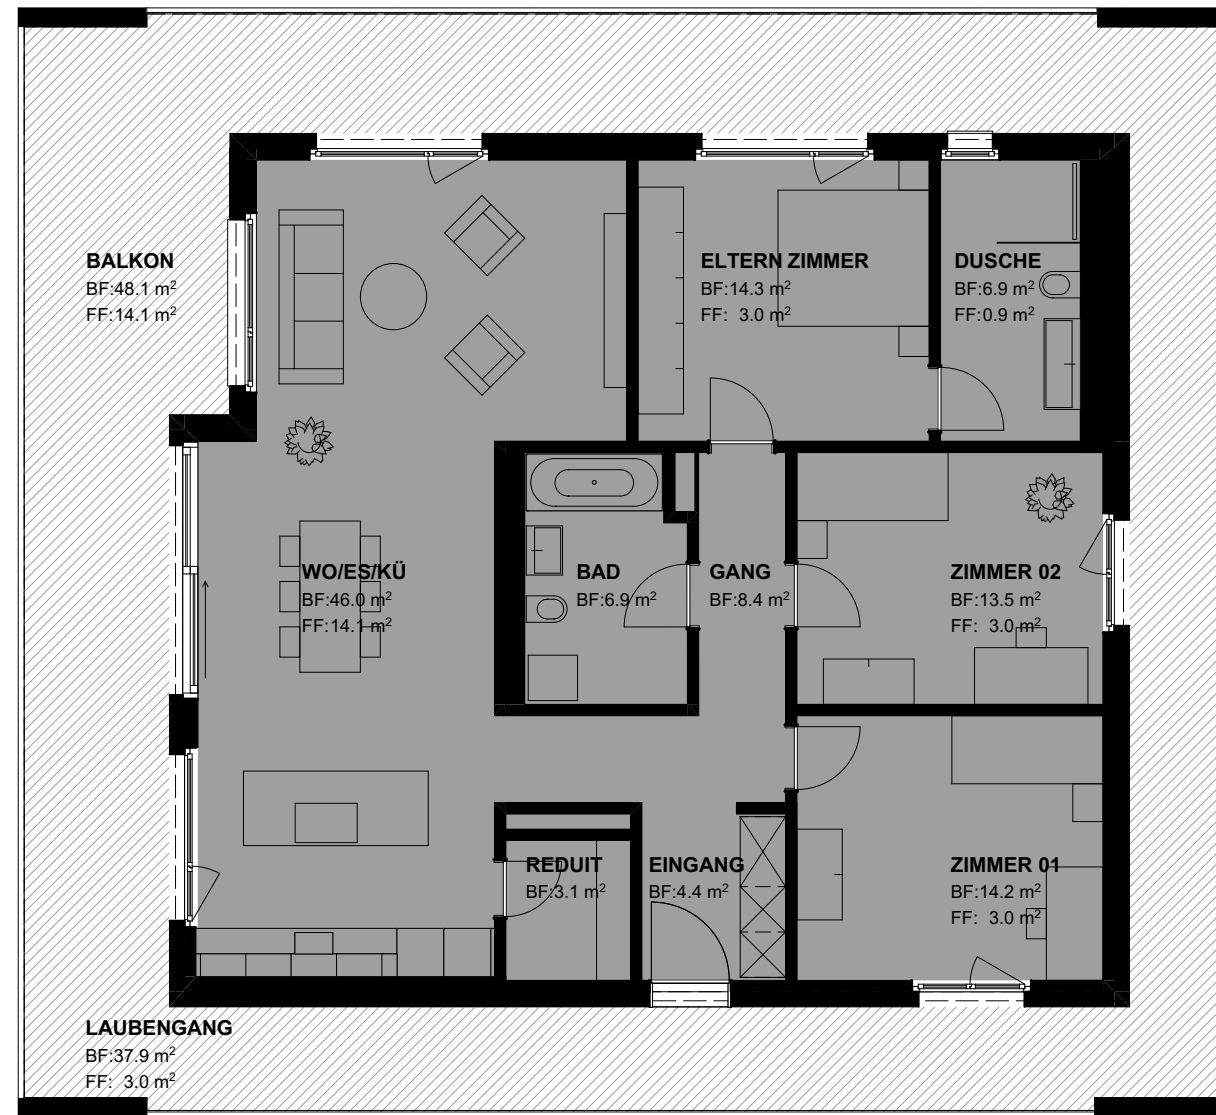 BALKON
BF:48.1 m²
FF:14.1 m²
ELTERN ZIMMER
BF:14.3 m²
FF: 3.0 m²
DUSCHE
BF:6.9 m²
FF:0.9 m²
WO/ES/KÜ
BF:46.0 m²
FF:14.1 m²
BAD
BF:6.9 m²
GANG
BF:8.4 m²
ZIMMER 02
BF:13.5 m²
FF: 3.0 m²
REDUIT
BF:3.1 m²
EINGANG
BF:4.4 m²
ZIMMER 01
BF:14.2 m²
FF: 3.0 m²
LAUBENGANG
BF:37.9 m²
FF: 3.0 m²